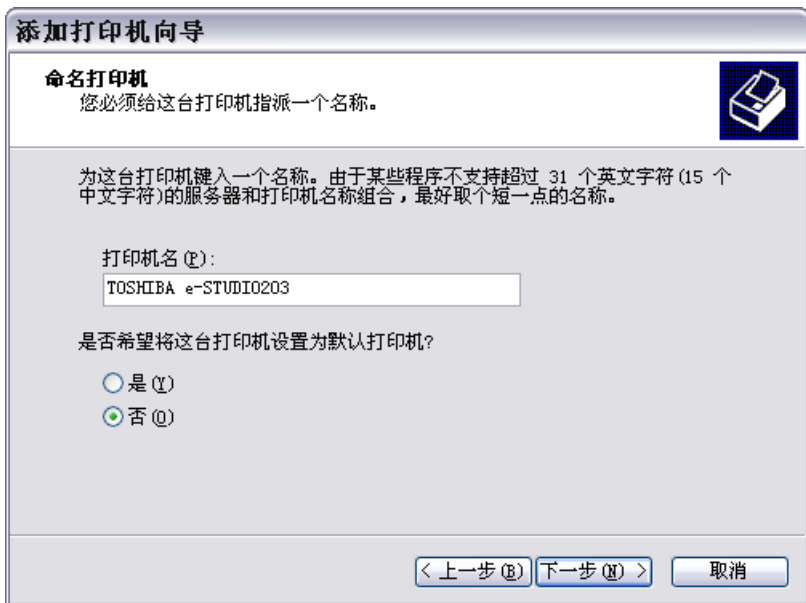 添加打印机向导
命名打印机
您必须给这台打印机指派一个名称。
为这台打印机键入一个名称。由于某些程序不支持超过 31 个英文字符(15 个
中文字符)的服务器和打印机名称组合，最好取个短一点的名称。
打印机名(P):
TOSHIBA e-STUDIO203
是否希望将这台打印机设置为默认打印机?
是(Y)
否(O)
< 上一步(B) 下一步(N) > 取消